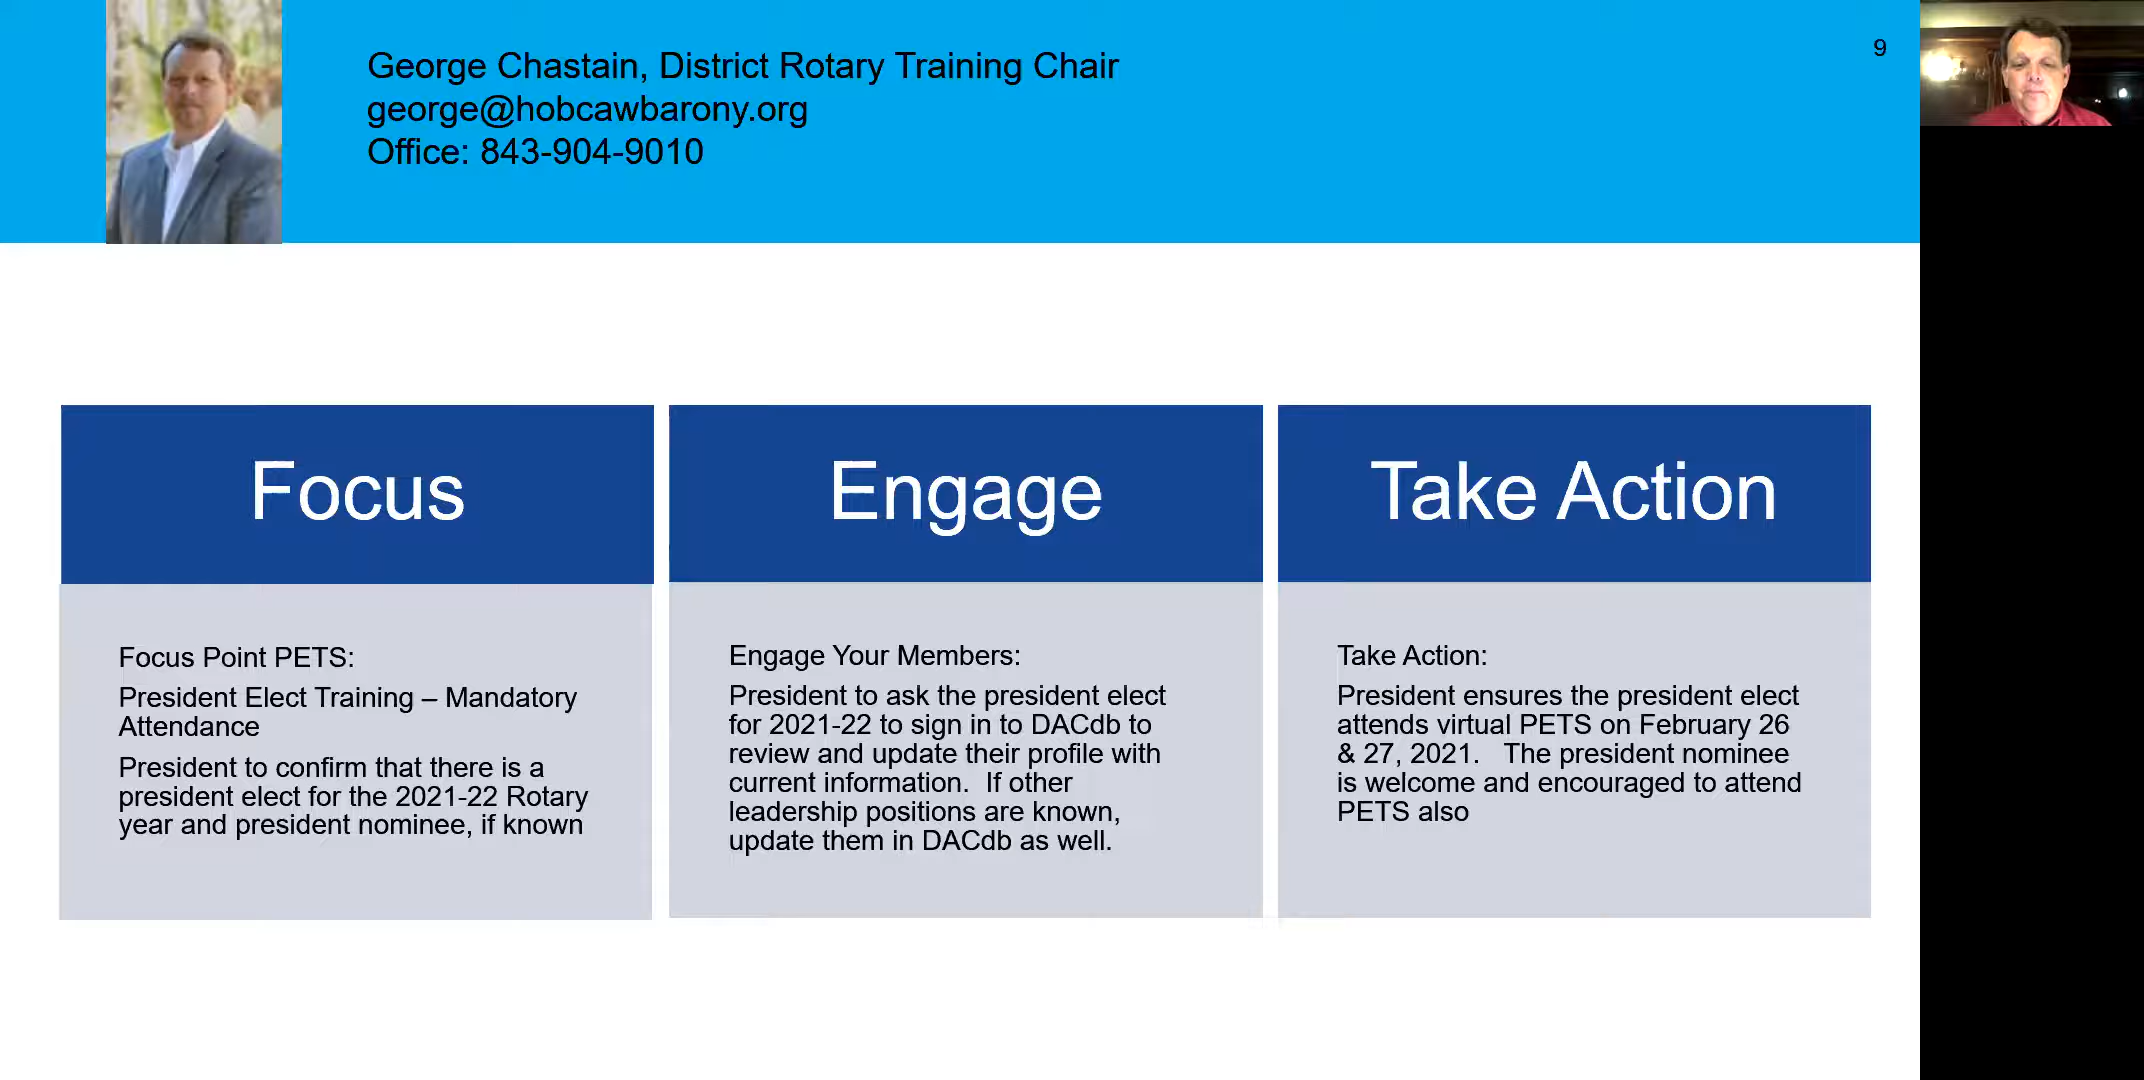 George Chastain, District Rotary Training Chair
george@hobcawbarony.org
Office: 843-904-9010
9
Focus
Focus Point PETS:
President Elect Training – Mandatory
Attendance
President to confirm that there is a
president elect for the 2021-22 Rotary
year and president nominee, if known
Engage
Engage Your Members:
President to ask the president elect
for 2021-22 to sign in to DACdb to
review and update their profile with
current information.  If other
leadership positions are known,
update them in DACdb as well.
Take Action
Take Action:
President ensures the president elect
attends virtual PETS on February 26
& 27, 2021.   The president nominee
is welcome and encouraged to attend
PETS also